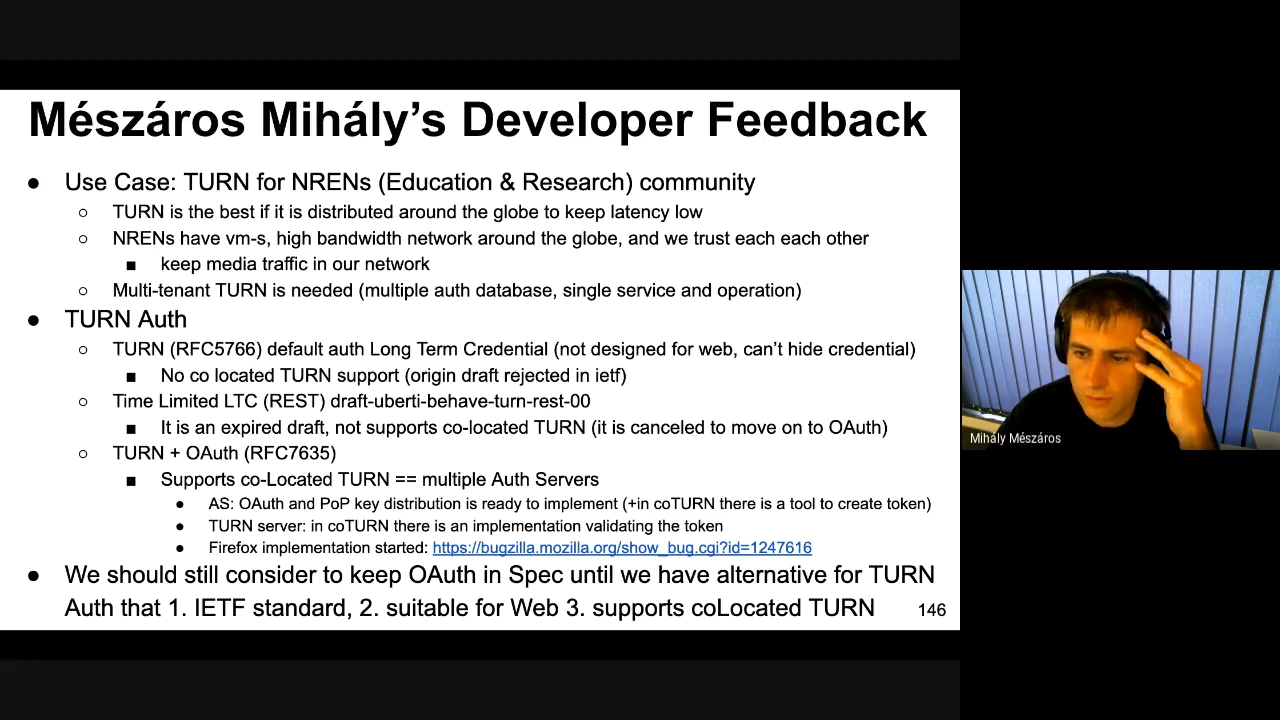 Mészáros Mihály’s Developer Feedback
● Use Case: TURN for NRENs (Education & Research) community
○ TURN is the best if it is distributed around the globe to keep latency low
○ NRENs have vm-s, high bandwidth network around the globe, and we trust each each other
■ keep media traffic in our network
○ Multi-tenant TURN is needed (multiple auth database, single service and operation)
● TURN Auth
○ TURN (RFC5766) default auth Long Term Credential (not designed for web, can’t hide credential)
■ No co located TURN support (origin draft rejected in ietf)
○ Time Limited LTC (REST) draft-uberti-behave-turn-rest-00
■ It is an expired draft, not supports co-located TURN (it is canceled to move on to OAuth)
○ TURN + OAuth (RFC7635)
■ Supports co-Located TURN == multiple Auth Servers
● AS: OAuth and PoP key distribution is ready to implement (+in coTURN there is a tool to create token)
● TURN server: in coTURN there is an implementation validating the token
● Firefox implementation started: https://bugzilla.mozilla.org/show_bug.cgi?id=1247616
● We should still consider to keep OAuth in Spec until we have alternative for TURN
Auth that 1. IETF standard, 2. suitable for Web 3. supports coLocated TURN
146
Mihály Mészáros